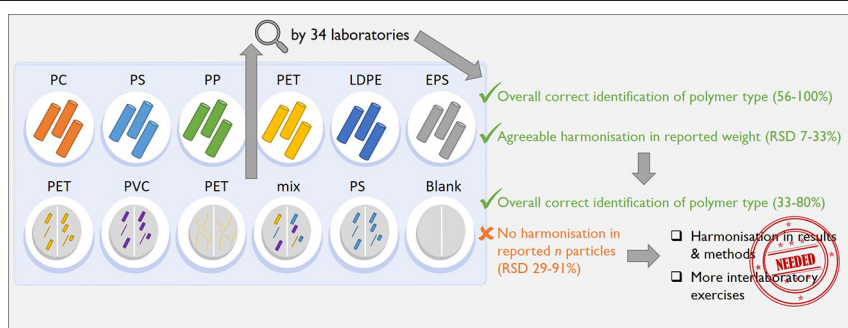 by 34 laboratories
PC PS PP PET LDPE EPS
PET PVC PET mix PS Blank
Overall correct identification of polymer type (56-100%)
Agreeable harmonisation in reported weight (RSD 7-33%)
Overall correct identification of polymer type (33-80%)
No harmonisation in
reported n particles
(RSD 29-91%)
Harmonisation in results
& methods
More interlaboratory
exercises
NEEDED